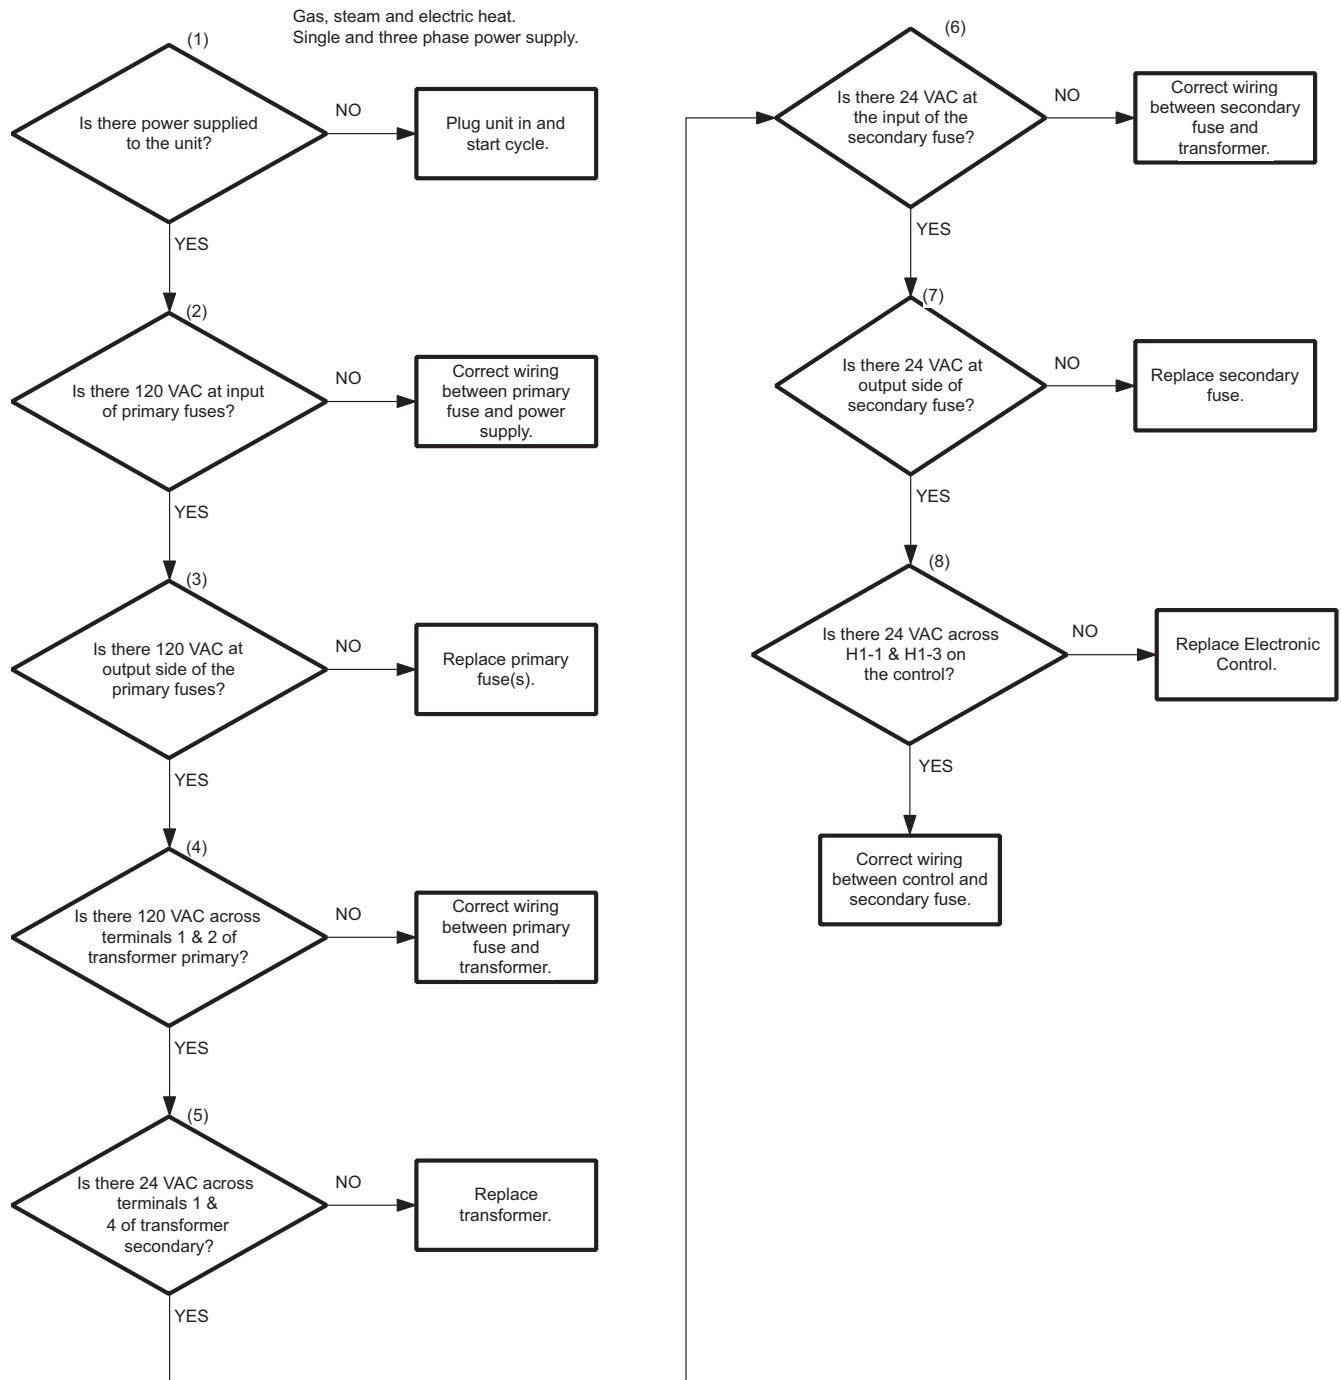 Gas, steam and electric heat.
Single and three phase power supply.
(1)
Is there power supplied
to the unit?
NO
Plug unit in and
start cycle.
YES
(2)
Is there 120 VAC at input
of primary fuses?
NO
Correct wiring
between primary
fuse and power
supply.
YES
(3)
Is there 120 VAC at
output side of the
primary fuses?
NO
Replace primary
fuse(s).
YES
(4)
Is there 120 VAC across
terminals 1 & 2 of
transformer primary?
NO
Correct wiring
between primary
fuse and
transformer.
YES
(5)
Is there 24 VAC across
terminals 1 &
4 of transformer
secondary?
NO
Replace
transformer.
YES
(6)
Is there 24 VAC at
the input of the
secondary fuse?
NO
Correct wiring
between secondary
fuse and
transformer.
YES
(7)
Is there 24 VAC at
output side of
secondary fuse?
NO
Replace secondary
fuse.
YES
(8)
Is there 24 VAC across
H1-1 & H1-3 on
the control?
NO
Replace Electronic
Control.
YES
Correct wiring
between control and
secondary fuse.